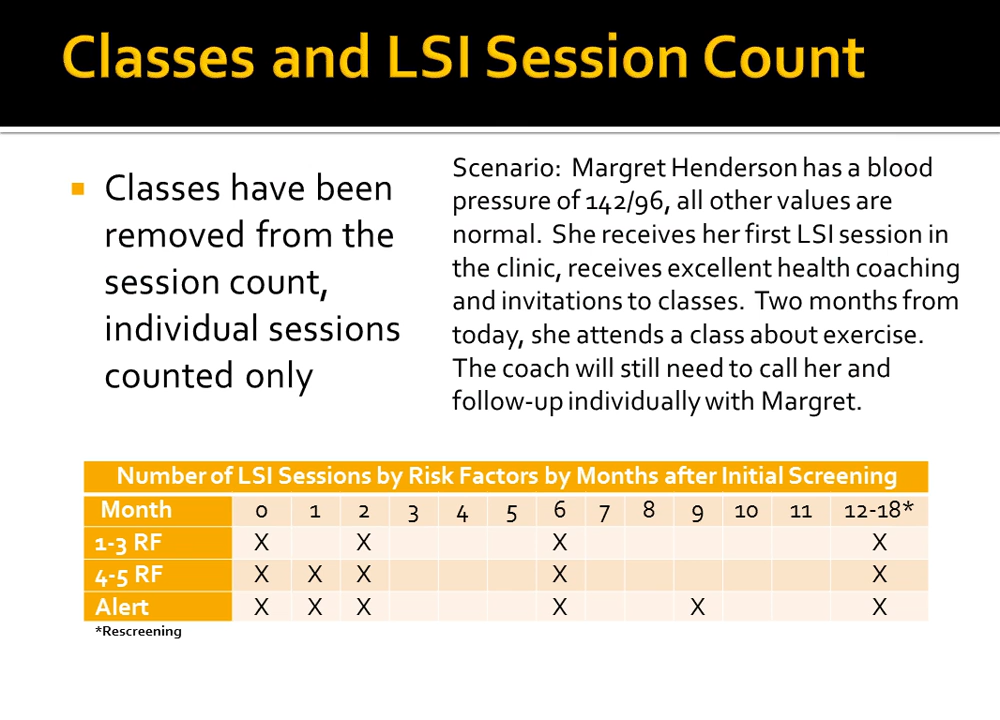 Classes and LSI Session Count
Classes have been
removed from the
session count,
individual sessions
counted only
Scenario: Margret Henderson has a blood
pressure of 142/96, all other values are
normal. She receives her first LSI session in
the clinic, receives excellent health coaching
and invitations to classes. Two months from
today, she attends a class about exercise.
The coach will still need to call her and
follow-up individually with Margret.
Number of LSI Sessions by Risk Factors by Months after Initial Screening
Month 0 1 2 3 4 5 6 7 8 9 10 11 12-18*
1-3 RF X X X X
4-5 RF X X X X X
Alert X X X X X X
*Rescreening